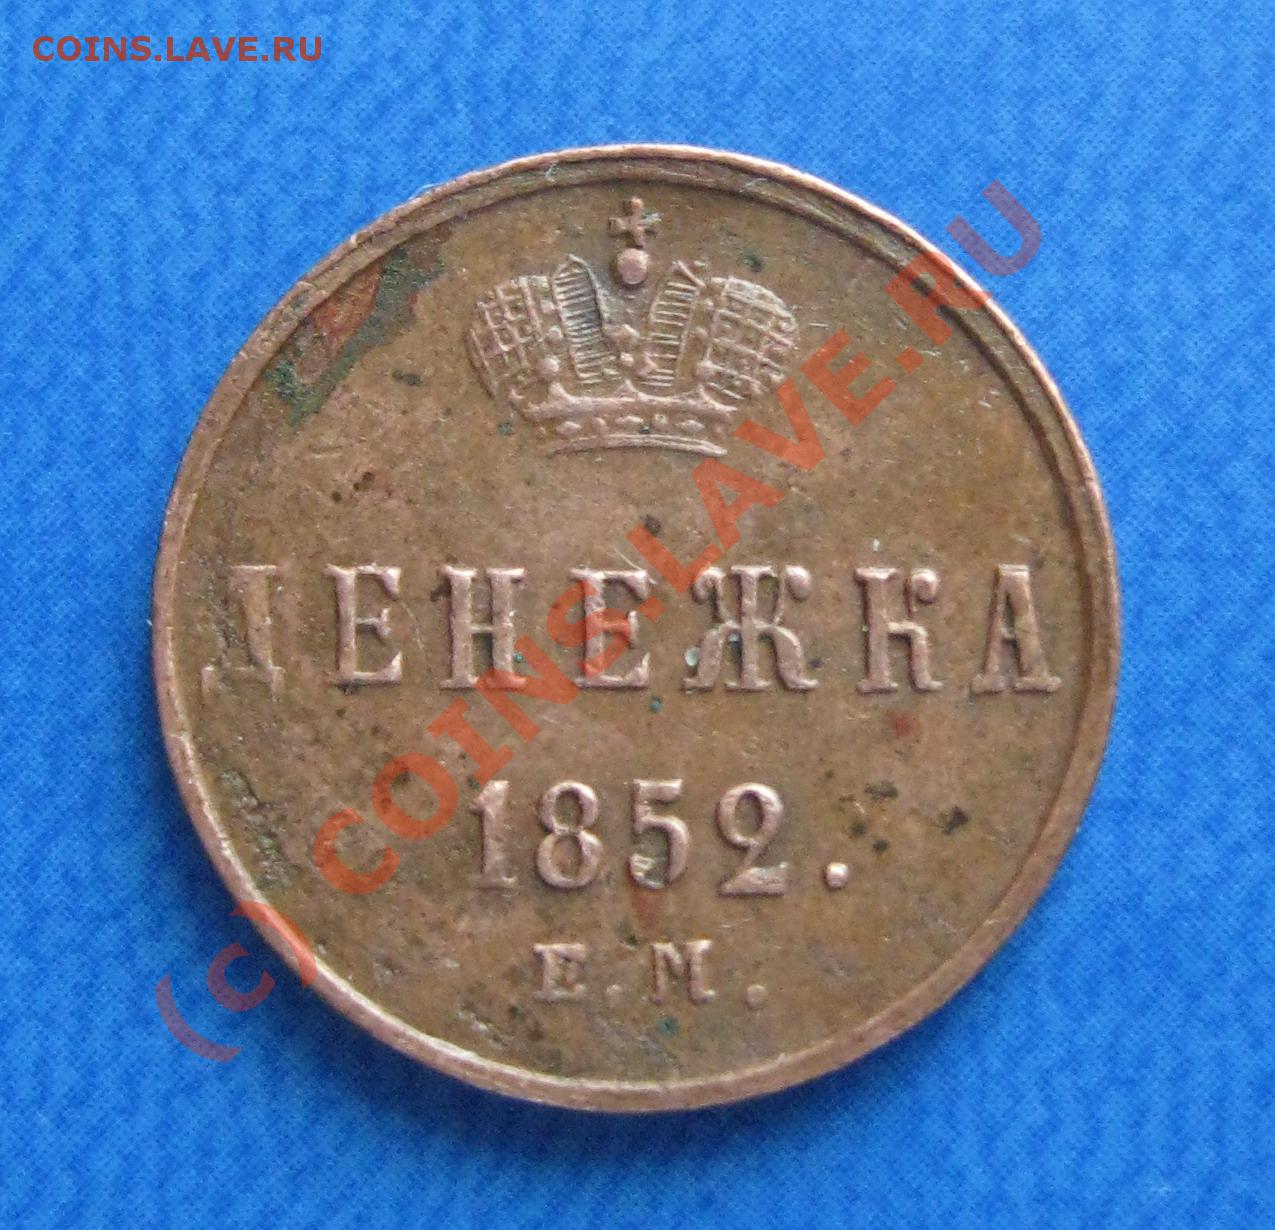 COINS.LAVE.RU
ДЕНЕЖКА
1852.
Е.М.
(c) COINS.LAVE.RU